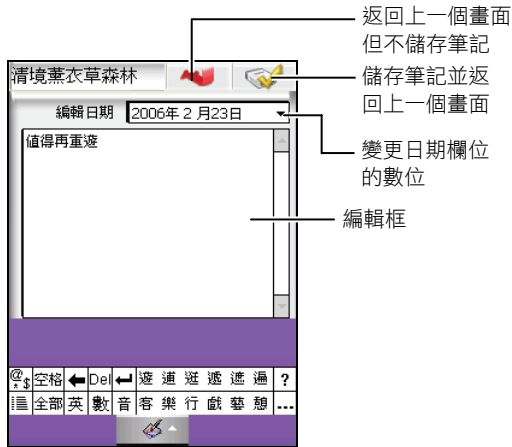 返回上一個畫面
但不儲存筆記
清境薰衣草森林
儲存筆記並返
回上一個畫面
編輯日期 2006年 2 月23日
值得再重遊
變更日期欄位
的數位
編輯框
空格 Del 遊 連 逛 遞 遮 遍 ?
全部 英 數 音 客 樂 行 戲 藝 憩 ...